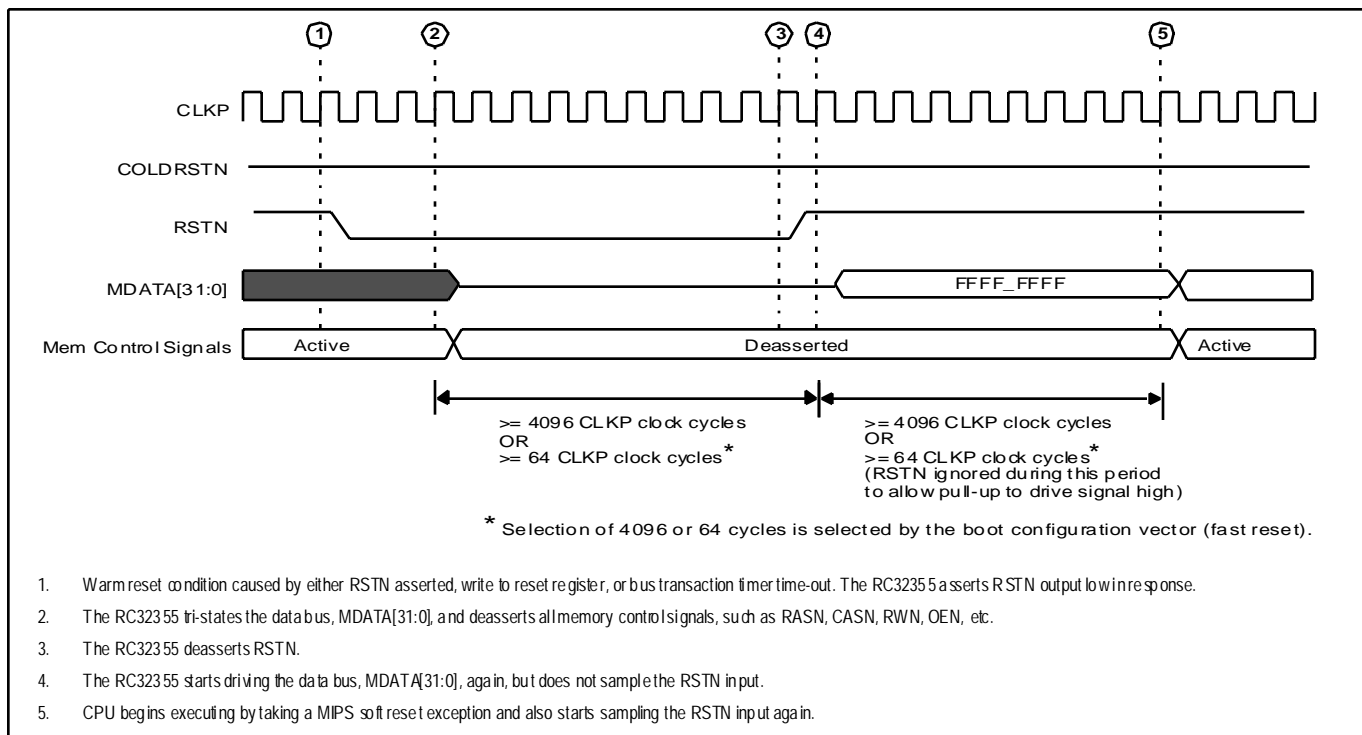 1 2 3 4 5
CLKP
COLDRSTN
RSTN
MDATA[31:0] FFFF_FFFF
Mem Control Signals Active Deasserted Active
>= 4096 CLKP clock cycles
OR
>= 64 CLKP clock cycles*
>= 4096 CLKP clock cycles
OR
>= 64 CLKP clock cycles*
(RSTN ignored during this period
to allow pull-up to drive signal high)
* Selection of 4096 or 64 cycles is selected by the boot configuration vector (fast reset).
1. Warm reset condition caused by either RSTN asserted, write to reset register, or bus transaction timer time-out. The RC32355 asserts RSTN output low in response.
2. The RC32355 tri-states the data bus, MDATA[31:0], and deasserts all memory control signals, such as RASN, CASN, RWN, OEN, etc.
3. The RC32355 deasserts RSTN.
4. The RC32355 starts driving the data bus, MDATA[31:0], again, but does not sample the RSTN input.
5. CPU begins executing by taking a MIPS soft reset exception and also starts sampling the RSTN input again.